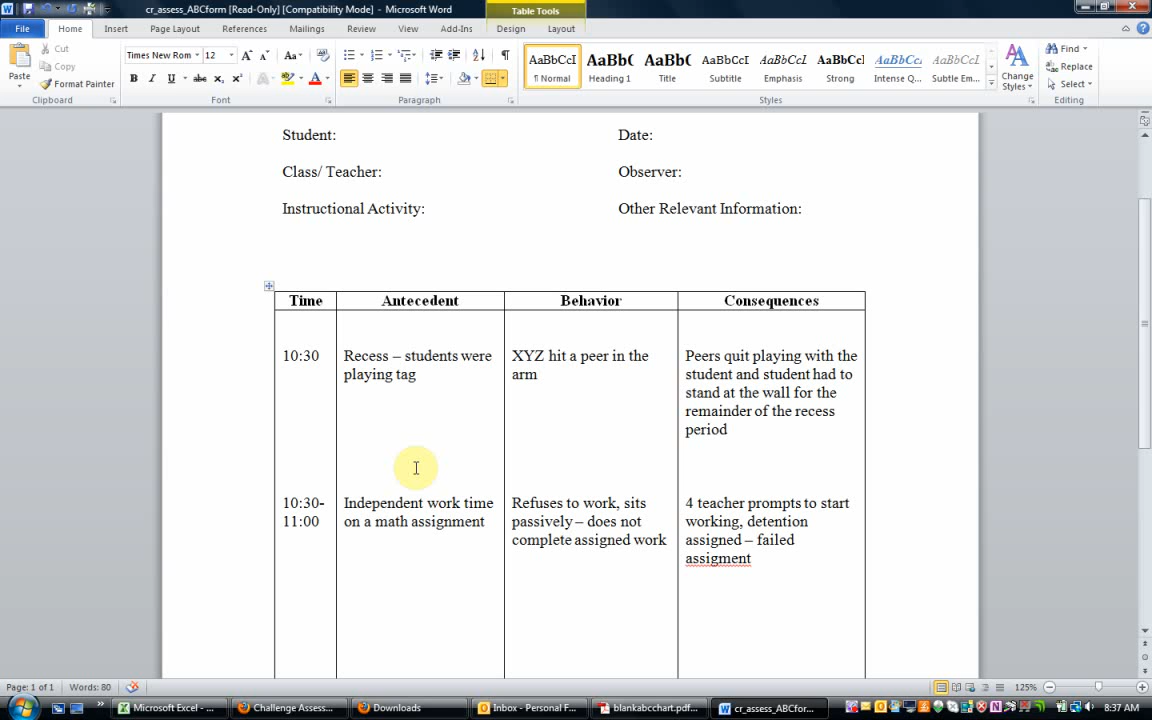 cr_assess_ABCform [Read-Only] [Compatibility Mode] - Microsoft Word
Table Tools
File Home Insert Page Layout References Mailings Review View Add-Ins Design Layout
Paste
Cut
Copy
Format Painter
Clipboard
Times New Rom 12
Font
Paragraph
AaBbCcI AaBbC AaBbC AaBbCc AaBbCcI AaBbCc AaBbCcI AaBbCcI
¶ Normal Heading 1 Title Subtitle Emphasis Strong Intense Q... Subtle Em...
Change Styles
Styles
Find
Replace
Select
Editing
Student: Date:
Class/ Teacher: Observer:
Instructional Activity: Other Relevant Information:
Time Antecedent Behavior Consequences
10:30 Recess – students were XYZ hit a peer in the Peers quit playing with the
playing tag arm student and student had to
stand at the wall for the
remainder of the recess
period
10:30- Independent work time Refuses to work, sits 4 teacher prompts to start
11:00 on a math assignment passively – does not working, detention
complete assigned work assigned – failed
assigment
Page: 1 of 1 Words: 80 125%
Microsoft Excel - ... Challenge Assess... Downloads Inbox - Personal F... blankabcchart.pdf... cr_assess_ABCfor... 8:37 AM